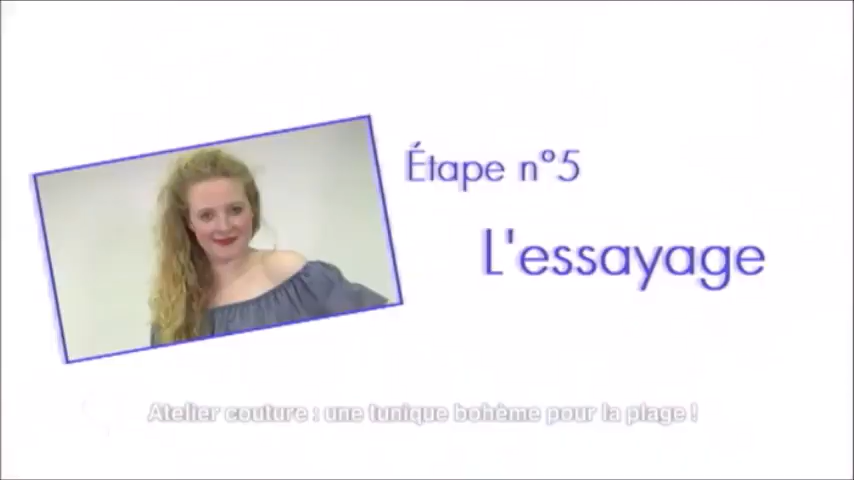 Étape n°5
L'essayage
Atelier couture : une tunique bohème pour la plage !